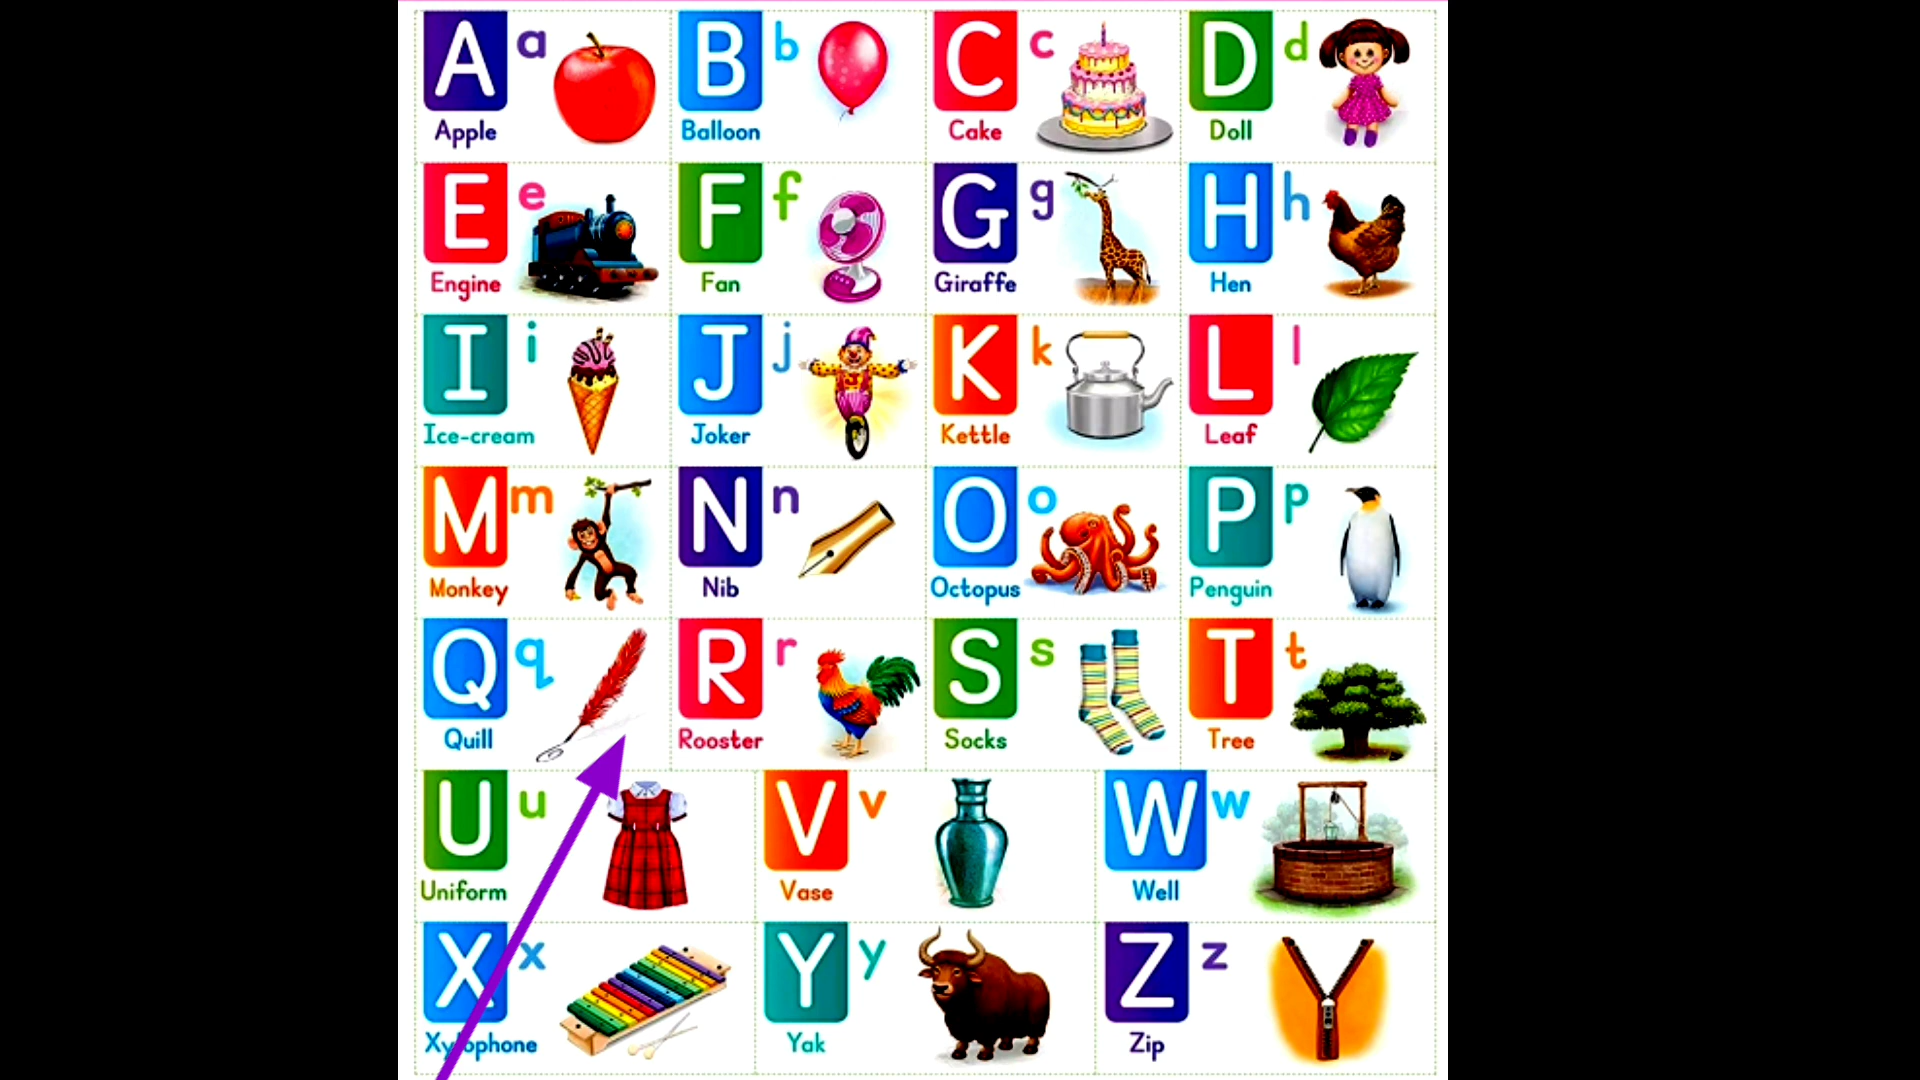 A a B b C c D d
Apple Balloon Cake Doll
E e F f G g H h
Engine Fan Giraffe Hen
I i J j K k L l
Ice-cream Joker Kettle Leaf
M m N n O o P p
Monkey Nib Octopus Penguin
Q q R r S s T t
Quill Rooster Socks Tree
U u V v W w
Uniform Vase Well
X x Y y Z z
Xylophone Yak Zip